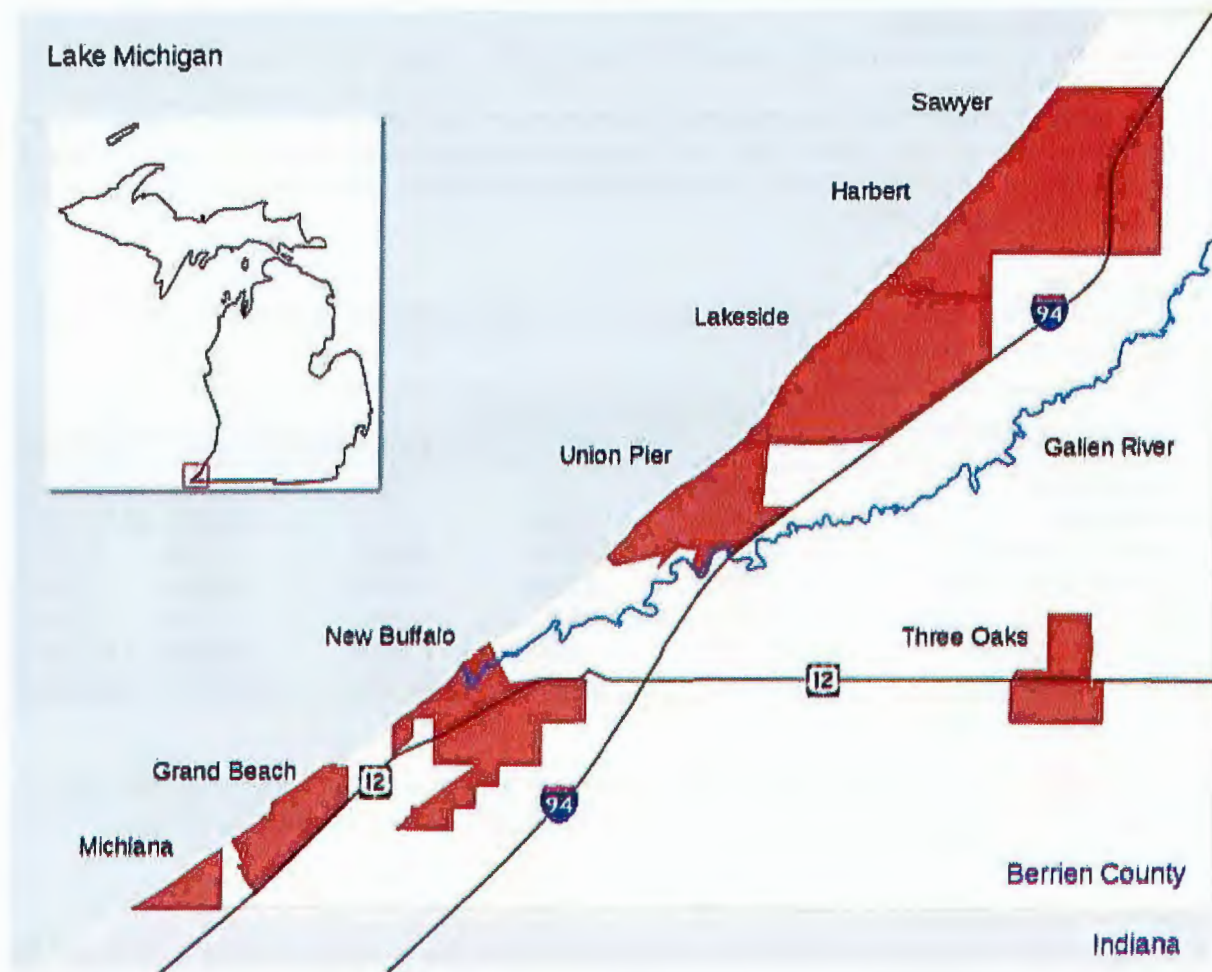 Lake Michigan
Sawyer
Harbert
Lakeside
94
Union Pier
Galien River
New Buffalo
Three Oaks
12
Grand Beach
12
94
Michiana
Berrien County
Indiana